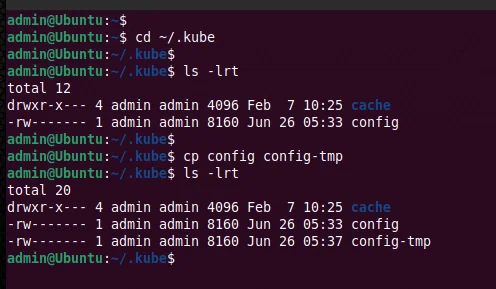 admin@Ubuntu:~$
admin@Ubuntu:~$ cd ~/.kube
admin@Ubuntu:~/.kube$
admin@Ubuntu:~/.kube$ ls -lrt
total 12
drwxr-x--- 4 admin admin 4096 Feb  7 10:25 cache
-rw------- 1 admin admin 8160 Jun 26 05:33 config
admin@Ubuntu:~/.kube$
admin@Ubuntu:~/.kube$ cp config config-tmp
admin@Ubuntu:~/.kube$ ls -lrt
total 20
drwxr-x--- 4 admin admin 4096 Feb  7 10:25 cache
-rw------- 1 admin admin 8160 Jun 26 05:33 config
-rw------- 1 admin admin 8160 Jun 26 05:37 config-tmp
admin@Ubuntu:~/.kube$